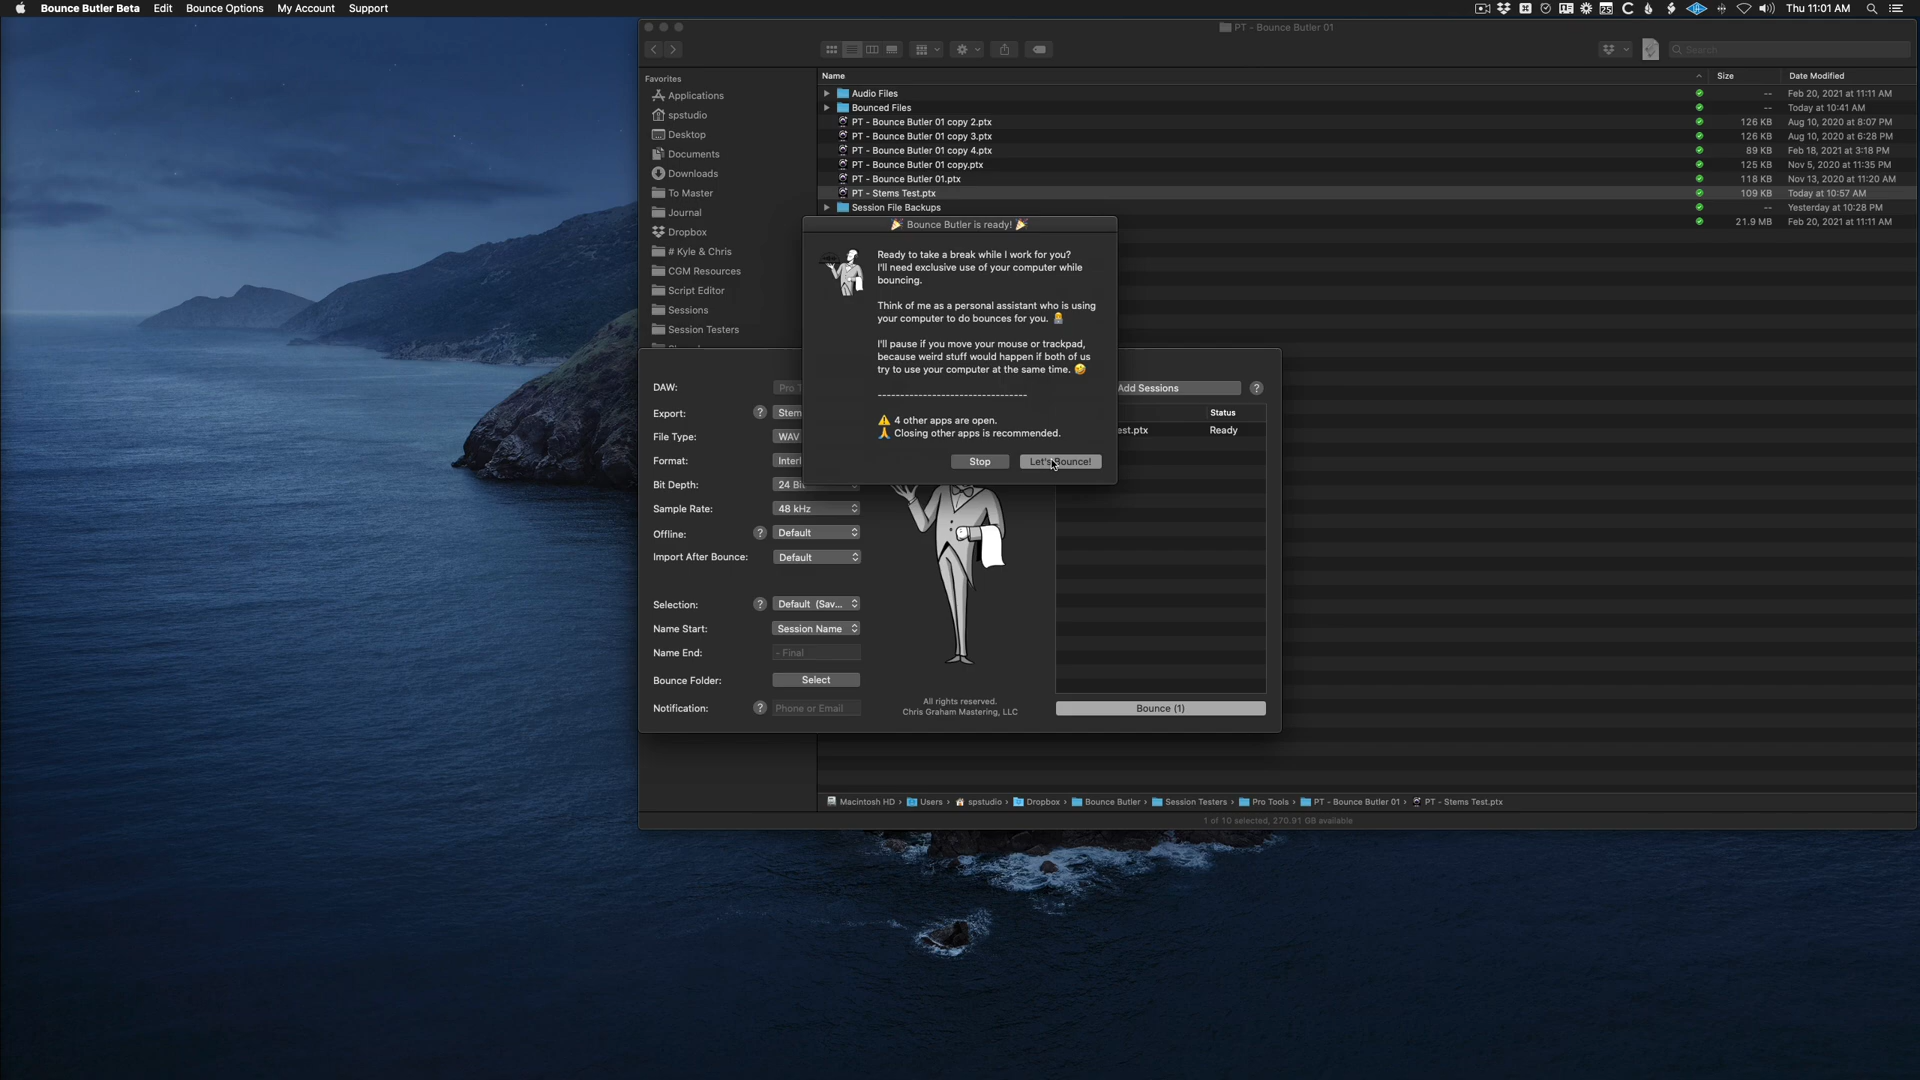 Bounce Butler Beta Edit Bounce Options My Account Support
25 Thu 11:01 AM
PT - Bounce Butler 01
Search
Favorites
Applications
spstudio
Desktop
Documents
Downloads
To Master
Journal
Dropbox
# Kyle & Chris
CGM Resources
Script Editor
Sessions
Session Testers
Name Size Date Modified
Audio Files -- Feb 20, 2021 at 11:11 AM
Bounced Files -- Today at 10:41 AM
PT - Bounce Butler 01 copy 2.ptx 126 KB Aug 10, 2020 at 8:07 PM
PT - Bounce Butler 01 copy 3.ptx 126 KB Aug 10, 2020 at 6:28 PM
PT - Bounce Butler 01 copy 4.ptx 89 KB Feb 18, 2021 at 3:18 PM
PT - Bounce Butler 01 copy.ptx 125 KB Nov 5, 2020 at 11:35 PM
PT - Bounce Butler 01.ptx 118 KB Nov 13, 2020 at 11:20 AM
PT - Stems Test.ptx 109 KB Today at 10:57 AM
Session File Backups -- Yesterday at 10:28 PM
21.9 MB Feb 20, 2021 at 11:11 AM
🎉 Bounce Butler is ready! 🎉
Ready to take a break while I work for you?
I'll need exclusive use of your computer while
bouncing.
Think of me as a personal assistant who is using
your computer to do bounces for you.
I'll pause if you move your mouse or trackpad,
because weird stuff would happen if both of us
try to use your computer at the same time. 🤣
---------------------------------
⚠️ 4 other apps are open.
🙏 Closing other apps is recommended.
Stop Let's Bounce!
DAW: Pro T
Export: ? Stem
File Type: WAV
Format: Interl
Bit Depth: 24 Bit
Sample Rate: 48 kHz
Offline: ? Default
Import After Bounce: Default
Selection: ? Default (Sav...
Name Start: Session Name
Name End: - Final
Bounce Folder: Select
Notification: ? Phone or Email
All rights reserved.
Chris Graham Mastering, LLC
Add Sessions ?
Status
est.ptx Ready
Bounce (1)
Macintosh HD › Users › spstudio › Dropbox › Bounce Butler › Session Testers › Pro Tools › PT - Bounce Butler 01 › PT - Stems Test.ptx
1 of 10 selected, 270.91 GB available